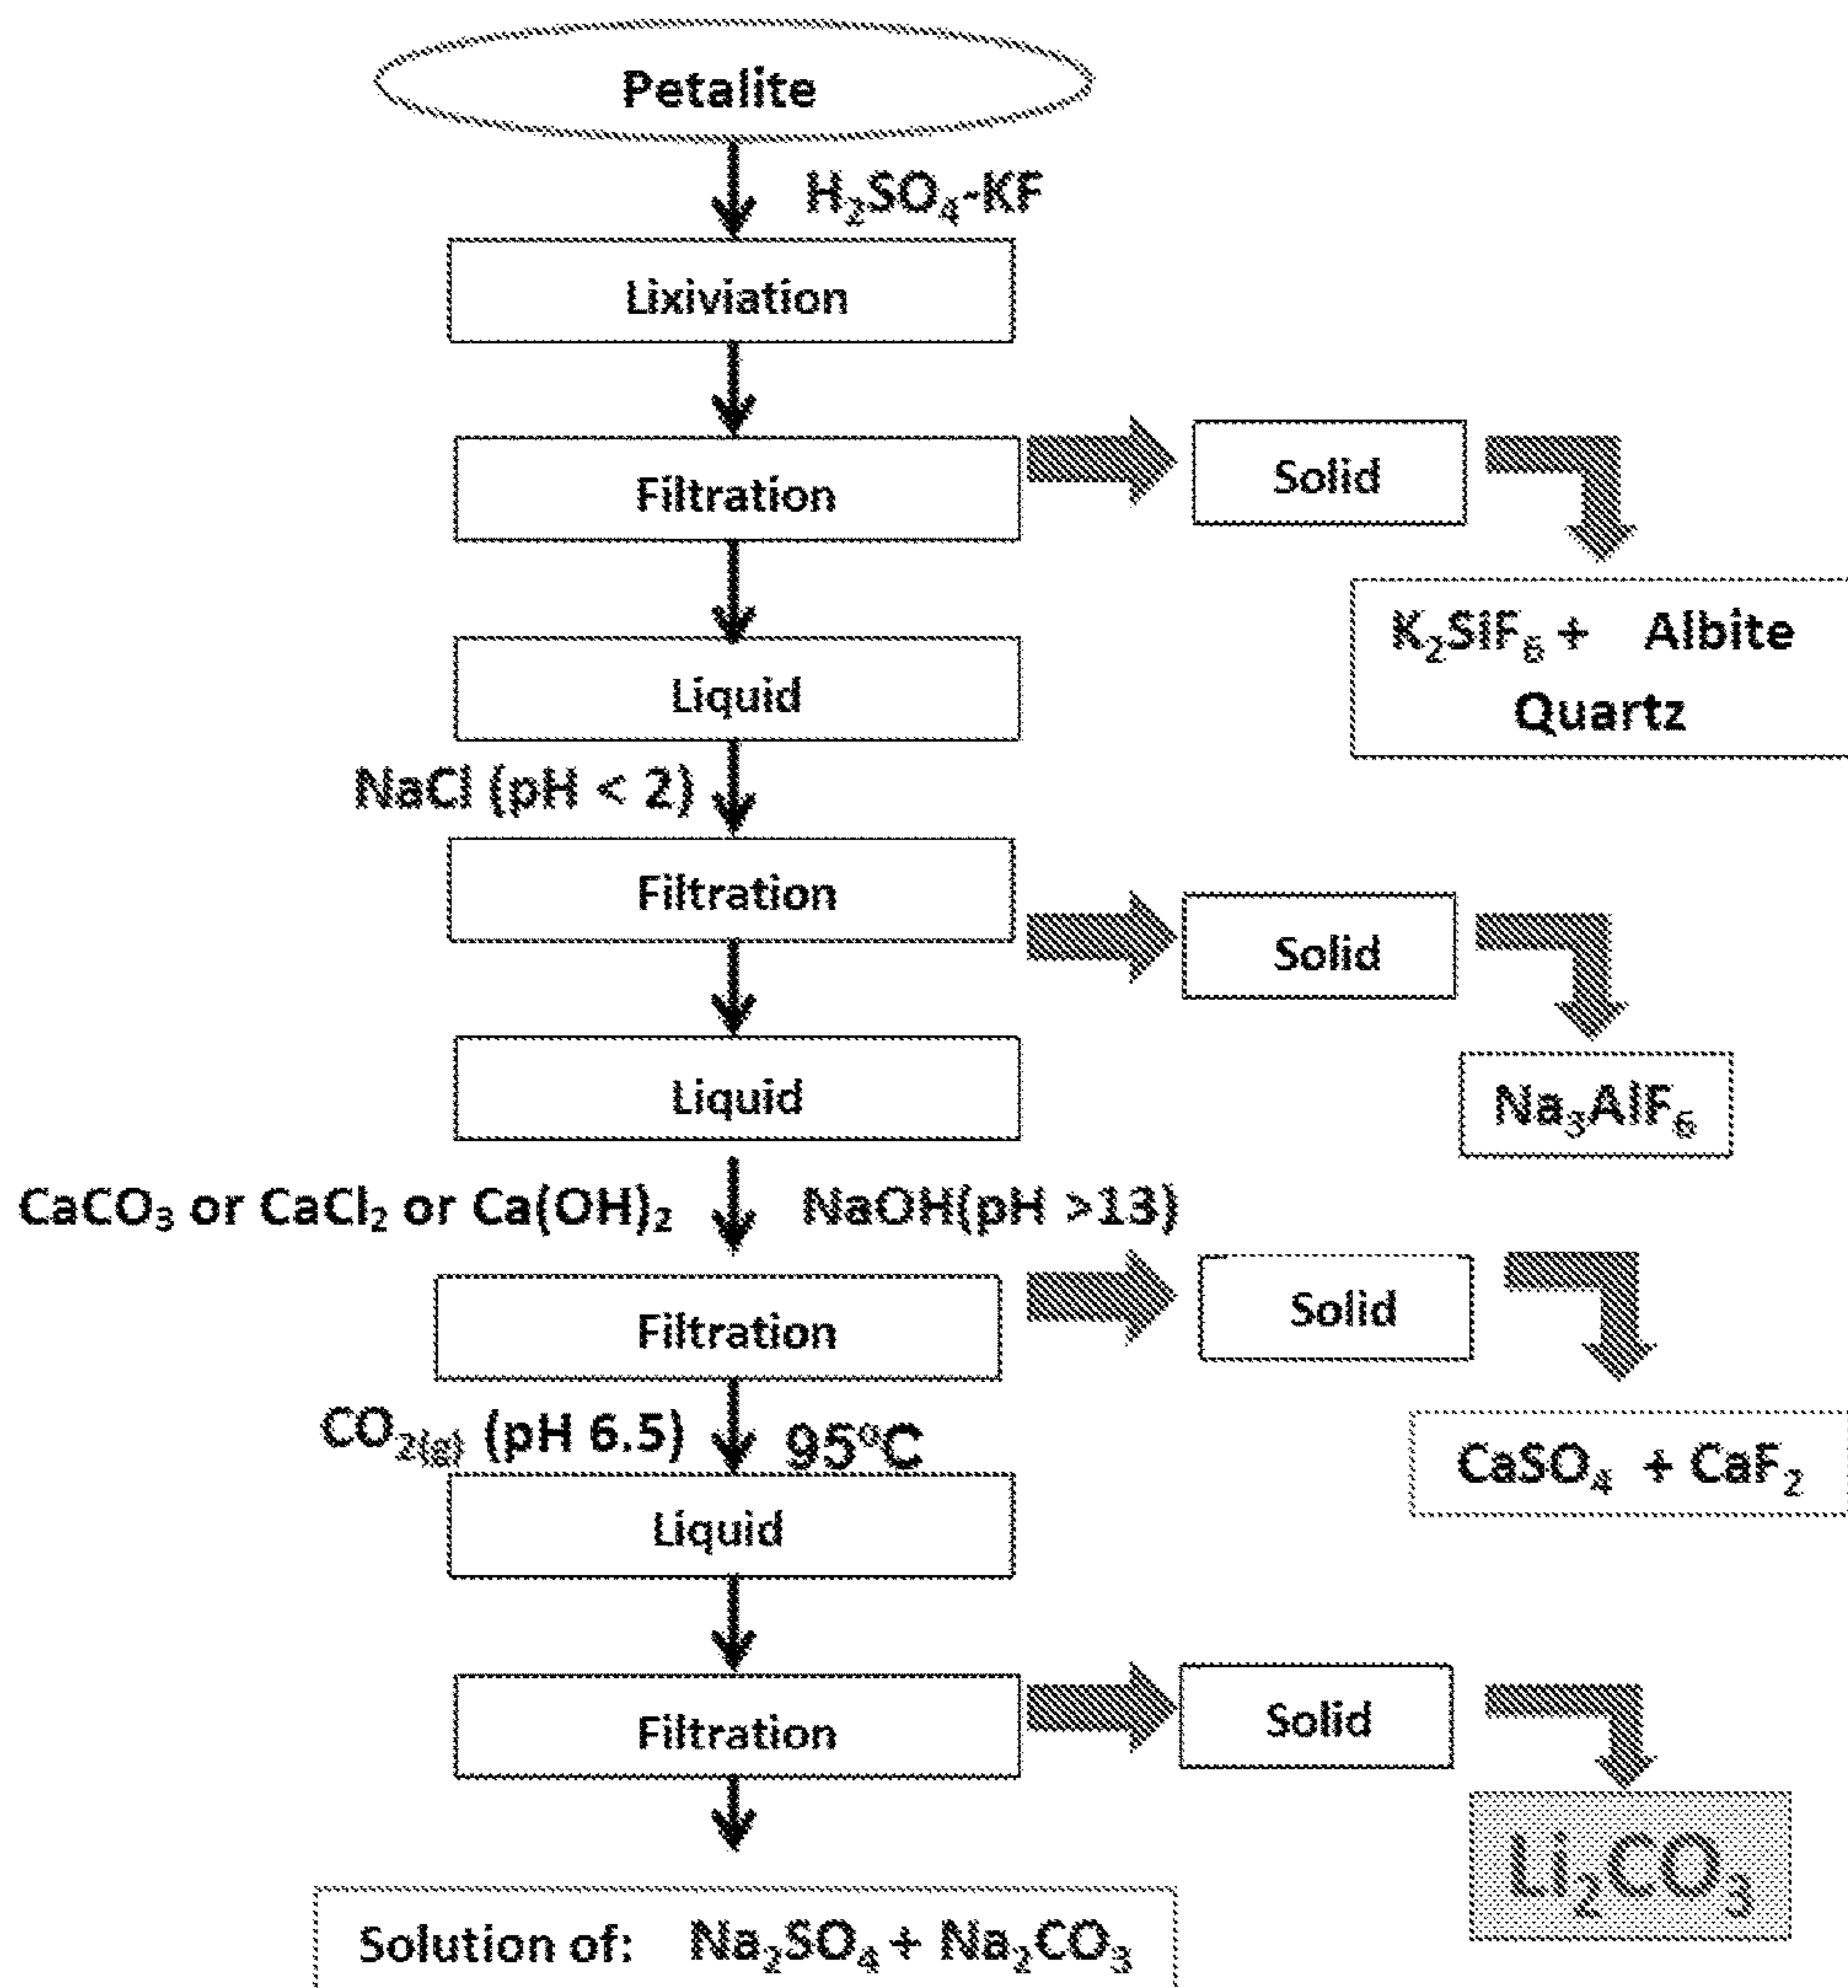 Petalite
H₂SO₄-KF
Lixiviation
Filtration
Solid
K₂SiF₆ + Albite
Quartz
Liquid
NaCl (pH < 2)
Filtration
Solid
Liquid
Na₃AlF₆
CaCO₃ or CaCl₂ or Ca(OH)₂
NaOH(pH >13)
Filtration
Solid
CO₂(g) (pH 6.5)
95°C
CaSO₄ + CaF₂
Liquid
Filtration
Solid
Li₂CO₃
Solution of: Na₂SO₄ + Na₂CO₃